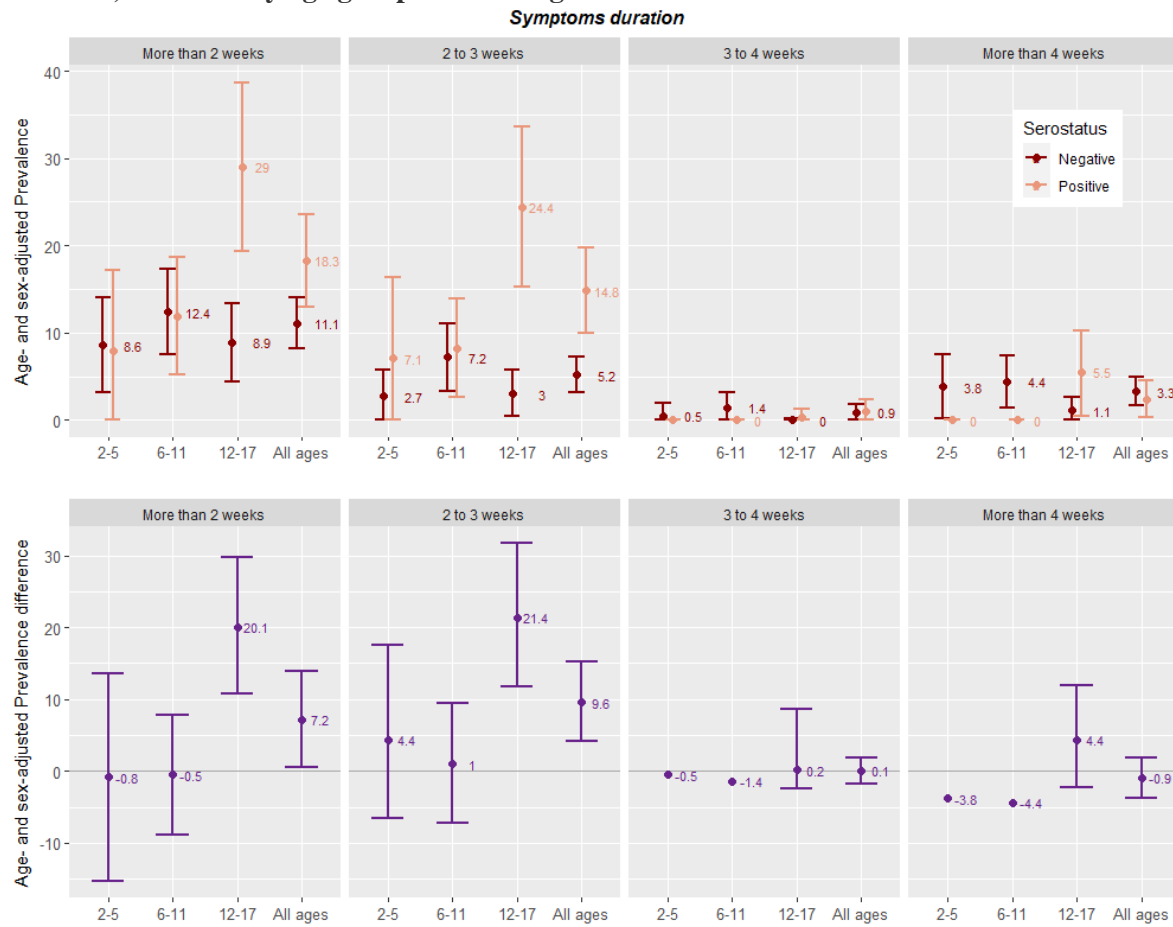 Symptoms duration
More than 2 weeks
2 to 3 weeks
3 to 4 weeks
More than 4 weeks
Age- and sex-adjusted Prevalence
40
30
20
10
0
8.6
12.4
29
8.9
18.3
11.1
2.7
7.1
7.2
24.4
3
14.8
5.2
0.5
1.4
0
0
0.9
3.8
0
4.4
0
5.5
1.1
3.3
Serostatus
Negative
Positive
2-5 6-11 12-17 All ages
2-5 6-11 12-17 All ages
2-5 6-11 12-17 All ages
2-5 6-11 12-17 All ages
More than 2 weeks
2 to 3 weeks
3 to 4 weeks
More than 4 weeks
Age- and sex-adjusted Prevalence difference
30
20
10
0
-10
-0.8
-0.5
20.1
7.2
4.4
1
21.4
9.6
-0.5
-1.4
0.2
0.1
-3.8
-4.4
4.4
-0.9
2-5 6-11 12-17 All ages
2-5 6-11 12-17 All ages
2-5 6-11 12-17 All ages
2-5 6-11 12-17 All ages